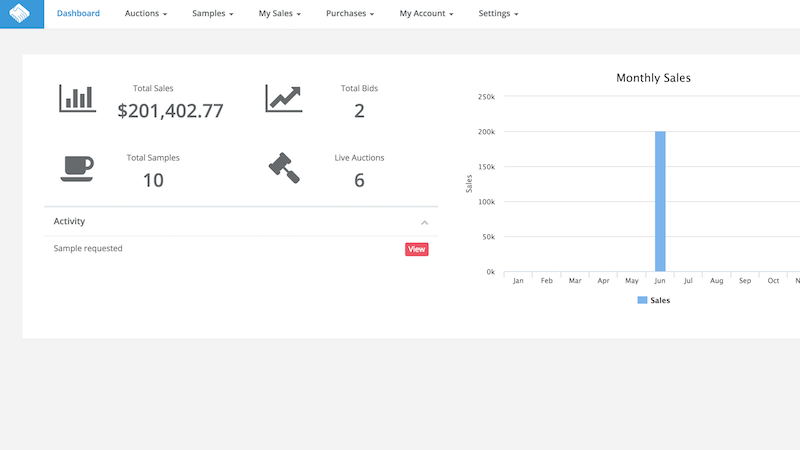 Dashboard Auctions Samples My Sales Purchases My Account Settings
Total Sales
$201,402.77
Total Bids
2
Total Samples
10
Live Auctions
6
Activity
Sample requested View
Monthly Sales
250k
200k
150k
100k
50k
0k
Sales
Jan Feb Mar Apr May Jun Jul Aug Sep Oct N
Sales